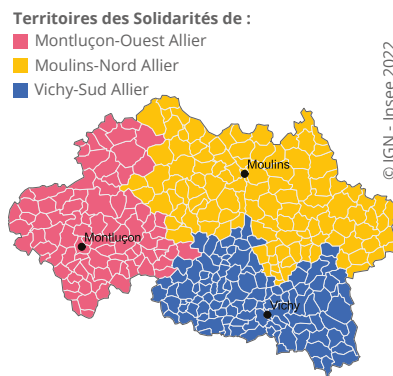 Territoires des Solidarités de :
Montluçon-Ouest Allier
Moulins-Nord Allier
Vichy-Sud Allier
© IGN - Insee 2022
Moulins
Montluçon
Vichy